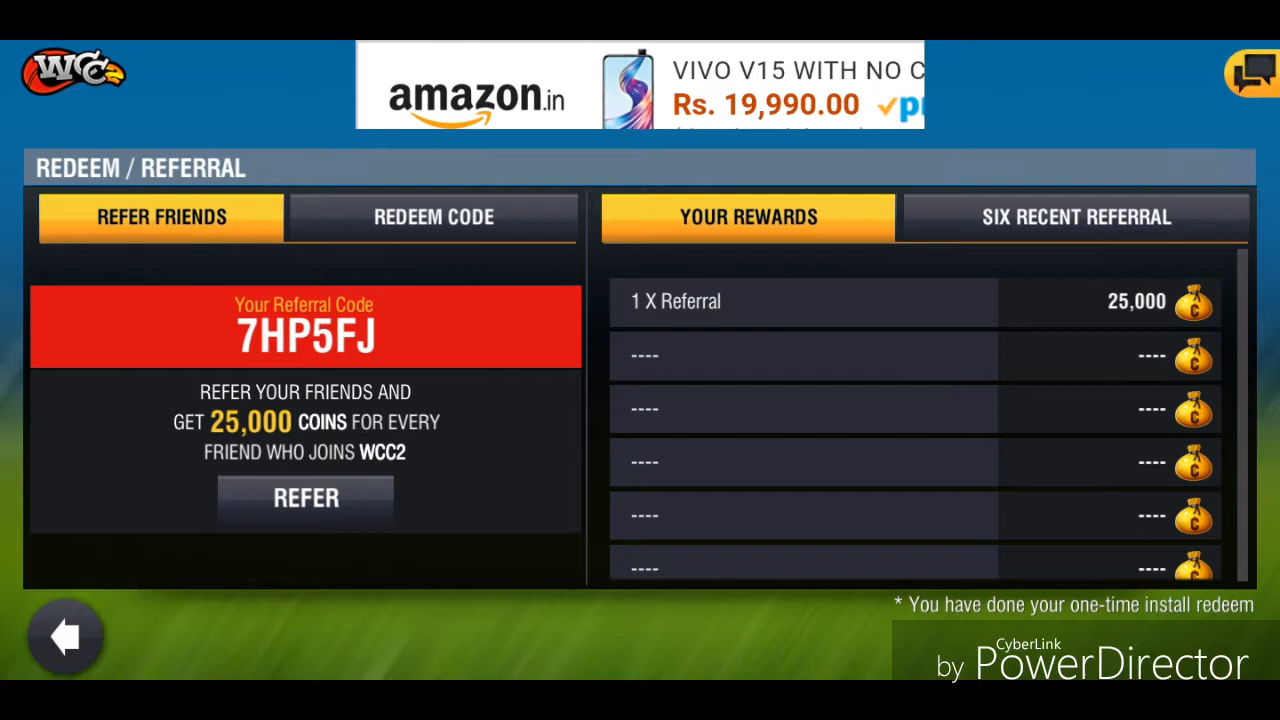 WCC
amazon.in
VIVO V15 WITH NO C
Rs. 19,990.00
REDEEM / REFERRAL
REFER FRIENDS
REDEEM CODE
YOUR REWARDS
SIX RECENT REFERRAL
Your Referral Code
7HP5FJ
REFER YOUR FRIENDS AND
GET 25,000 COINS FOR EVERY
FRIEND WHO JOINS WCC2
REFER
1 X Referral 25,000
---- ----
---- ----
---- ----
---- ----
---- ----
* You have done your one-time install redeem
CyberLink
by PowerDirector